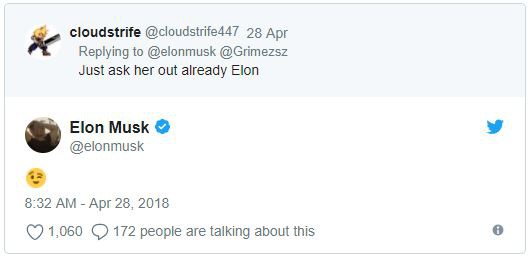 cloudstrife @cloudstrife447 28 Apr
Replying to @elonmusk @Grimezsz
Just ask her out already Elon
Elon Musk
@elonmusk
😉
8:32 AM - Apr 28, 2018
1,060 172 people are talking about this